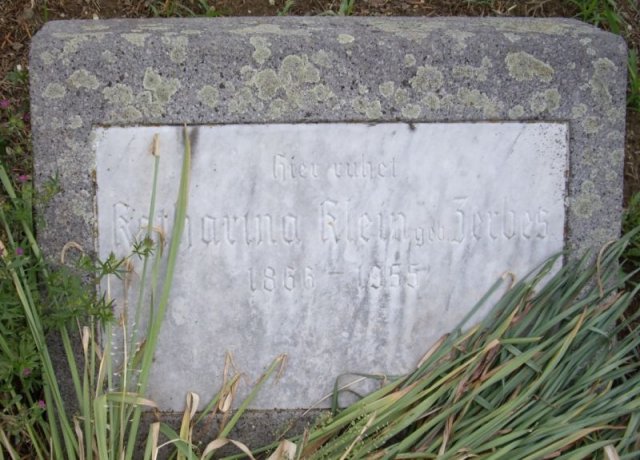 Hier ruhet
Katharina Klein geb. Zerbes
1866 - 1955